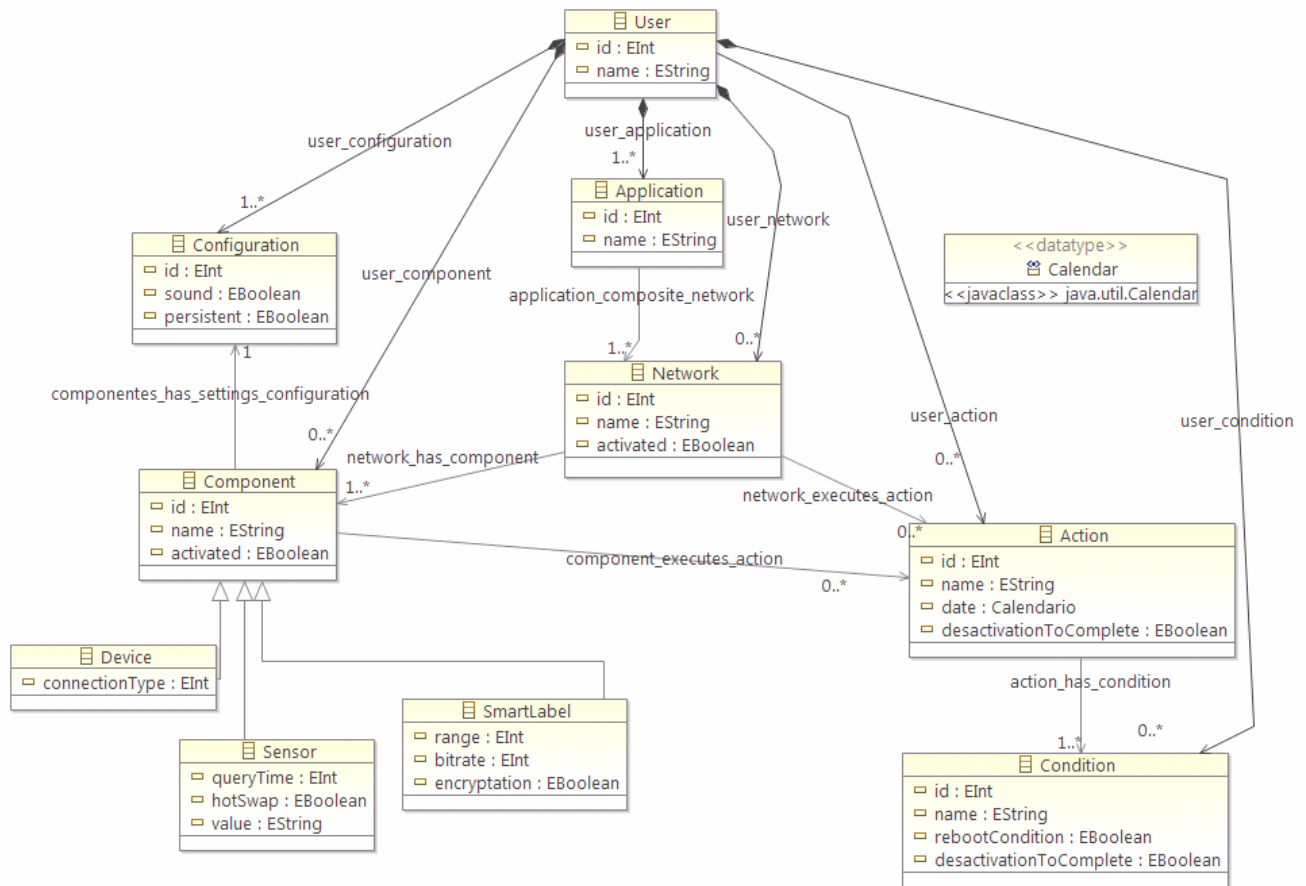 User
id : EInt
name : EString
user_configuration
1..*
user_application
1..*
Application
id : EInt
name : EString
user_network
0..*
user_component
0..*
application_composite_network
1..*
<<datatype>>
Calendar
<<javaclass>> java.util.Calendar
Configuration
id : EInt
sound : EBoolean
persistent : EBoolean
1
componentes_has_settings_configuration
Network
id : EInt
name : EString
activated : EBoolean
user_action
0..*
user_condition
0..*
network_has_component
1..*
network_executes_action
0..*
Component
id : EInt
name : EString
activated : EBoolean
component_executes_action
0..*
Action
id : EInt
name : EString
date : Calendario
desactivationToComplete : EBoolean
action_has_condition
1..*
Device
connectionType : EInt
Sensor
queryTime : EInt
hotSwap : EBoolean
value : EString
SmartLabel
range : EInt
bitrate : EInt
encryptation : EBoolean
Condition
id : EInt
name : EString
rebootCondition : EBoolean
desactivationToComplete : EBoolean